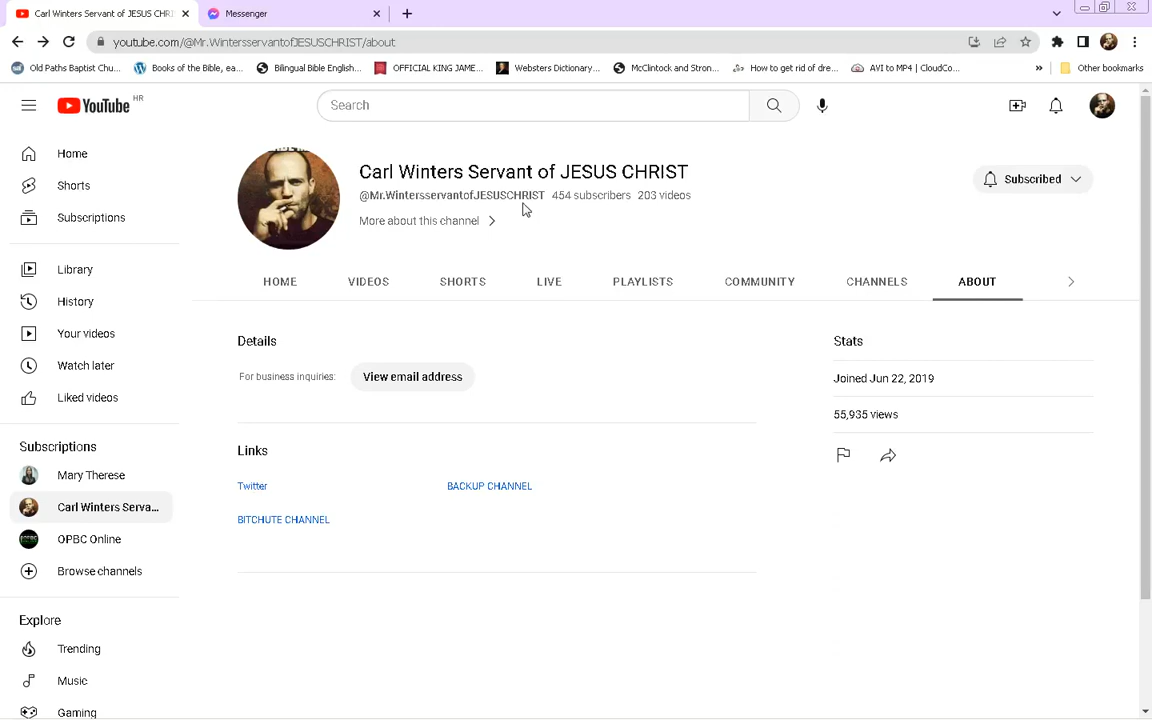 Carl Winters Servant of JESUS CHRI
Messenger
youtube.com/@Mr.WintersservantofJESUSCHRIST/about
Old Paths Baptist Chu...
Books of the Bible, ea...
Bilingual Bible English...
OFFICIAL KING JAME...
Websters Dictionary...
McClintock and Stron...
How to get rid of dre...
AVI to MP4 | CloudCo...
»
Other bookmarks
YouTube HR
Search
Home
Shorts
Subscriptions
Library
History
Your videos
Watch later
Liked videos
Subscriptions
Mary Therese
Carl Winters Serva...
OPBC Online
Browse channels
Explore
Trending
Music
Gaming
Carl Winters Servant of JESUS CHRIST
@Mr.WintersservantofJESUSCHRIST 454 subscribers 203 videos
More about this channel
Subscribed
HOME VIDEOS SHORTS LIVE PLAYLISTS COMMUNITY CHANNELS ABOUT
Details
For business inquiries: View email address
Links
Twitter BACKUP CHANNEL
BITCHUTE CHANNEL
Stats
Joined Jun 22, 2019
55,935 views